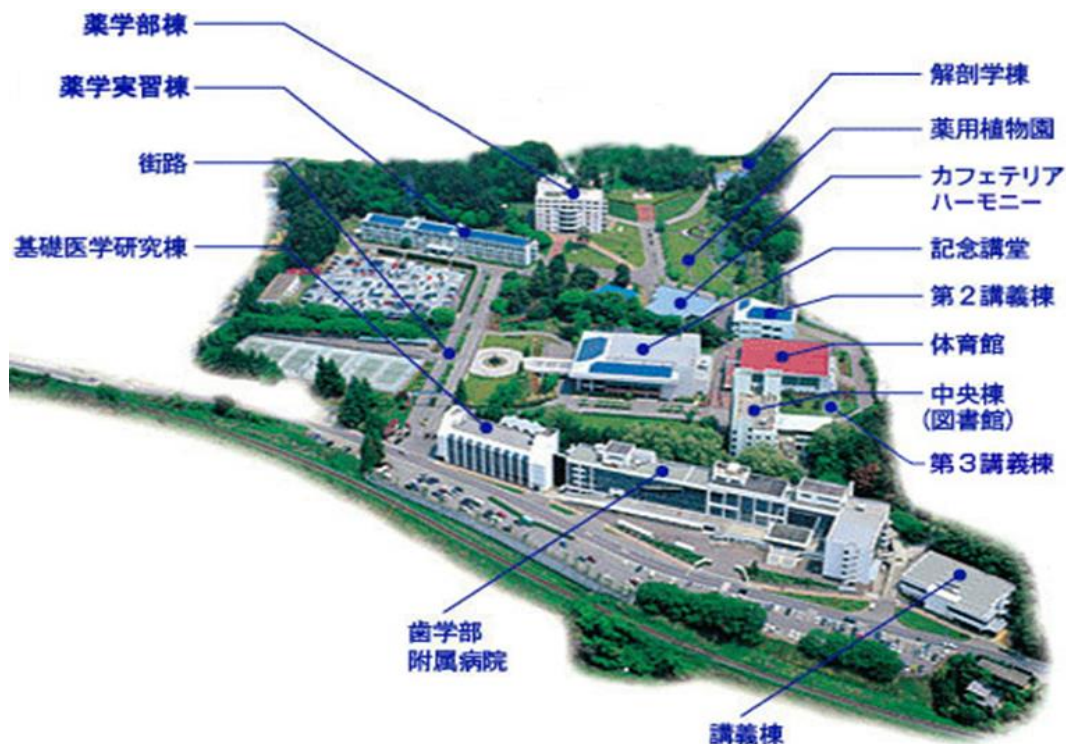 薬学部棟
薬学実習棟
街路
基礎医学研究棟
解剖学棟
薬用植物園
カフェテリア
ハーモニー
記念講堂
第2講義棟
体育館
中央棟
(図書館)
第3講義棟
歯学部
附属病院
講義棟